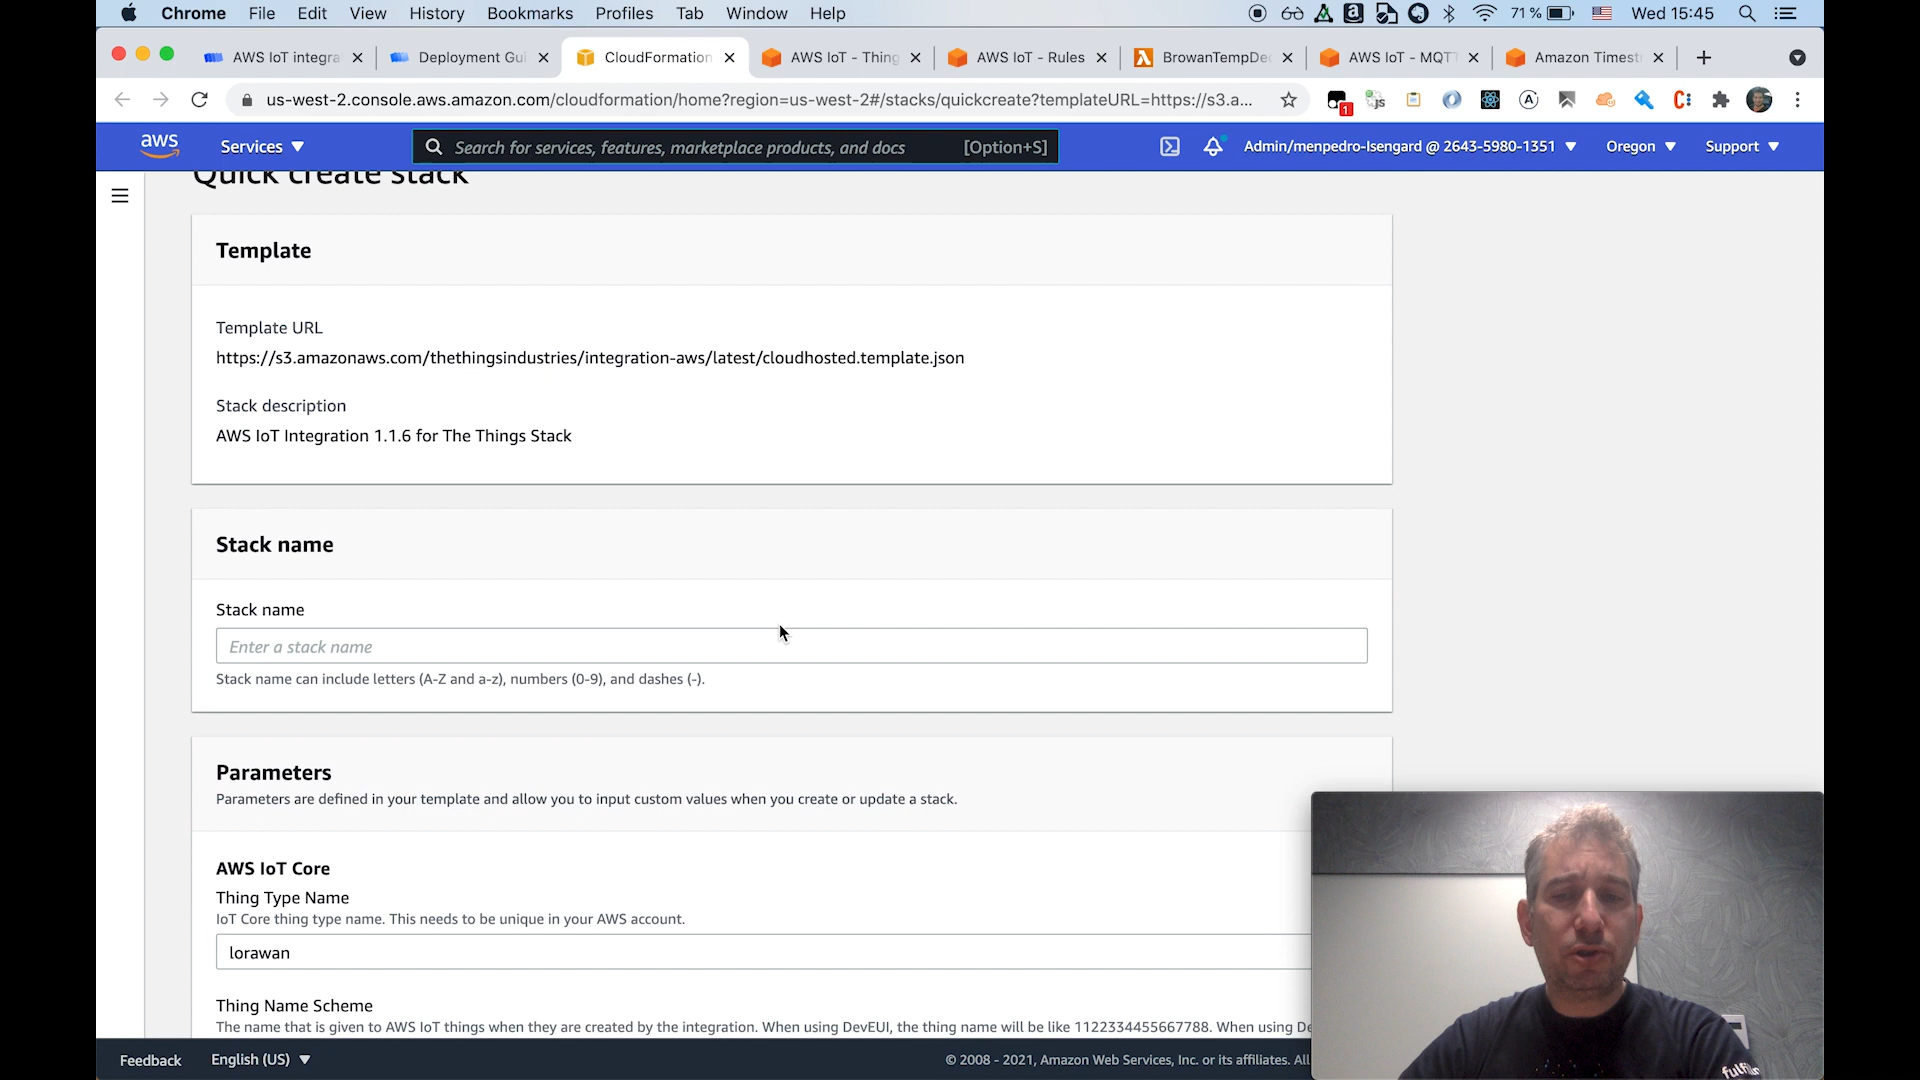 Chrome File Edit View History Bookmarks Profiles Tab Window Help 71% Wed 15:45
AWS IoT integra Deployment Gui CloudFormation AWS IoT - Thing AWS IoT - Rules BrowanTempDe AWS IoT - MQTT Amazon Timest
us-west-2.console.aws.amazon.com/cloudformation/home?region=us-west-2#/stacks/quickcreate?templateURL=https://s3.a... 1
aws Services Search for services, features, marketplace products, and docs [Option+S] Admin/menpedro-Isengard @ 2643-5980-1351 Oregon Support
Quick create stack
Template
Template URL
https://s3.amazonaws.com/thethingsindustries/integration-aws/latest/cloudhosted.template.json
Stack description
AWS IoT Integration 1.1.6 for The Things Stack
Stack name
Stack name
Enter a stack name
Stack name can include letters (A-Z and a-z), numbers (0-9), and dashes (-).
Parameters
Parameters are defined in your template and allow you to input custom values when you create or update a stack.
AWS IoT Core
Thing Type Name
IoT Core thing type name. This needs to be unique in your AWS account.
lorawan
Thing Name Scheme
The name that is given to AWS IoT things when they are created by the integration. When using DevEUI, the thing name will be like 1122334455667788. When using De
Feedback English (US) © 2008 - 2021, Amazon Web Services, Inc. or its affiliates. All